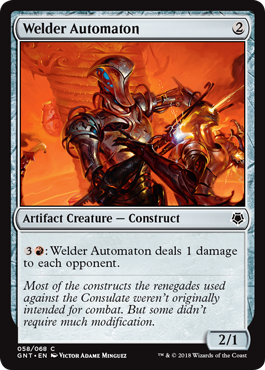 Welder Automaton 2
Artifact Creature — Construct
3R: Welder Automaton deals 1 damage
to each opponent.
Most of the constructs the renegades used
against the Consulate weren't originally
intended for combat. But some didn't
require much modification.
2/1
058/068 C
GNT • EN Victor Adame Minguez
™ & © 2018 Wizards of the Coast